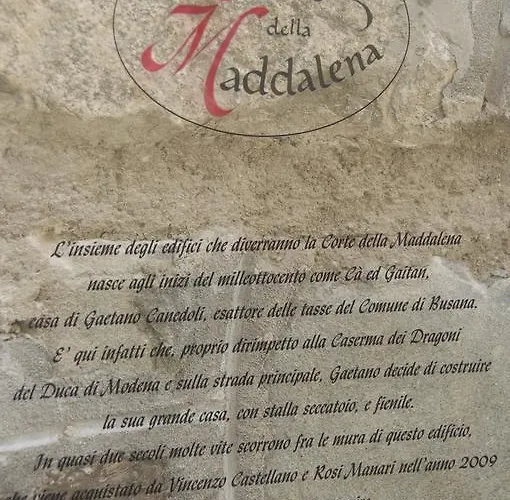 della
Maddalena
L'insieme degli edifici che diverranno la Corte della Maddalena
nasce agli inizi del milleottocento come Cà ed Gaitan,
casa di Gaetano Canedoli, esattore delle tasse del Comune di Busana.
E' qui infatti che, proprio dirimpetto alla Caserma dei Dragoni
del Duca di Modena e sulla strada principale, Gaetano decide di costruire
la sua grande casa, con stalla seccatoio, e fienile.
In quasi due secoli molte vite scorrono fra le mura di questo edificio,
che viene acquistato da Vincenzo Castellano e Rosi Manari nell'anno 2009